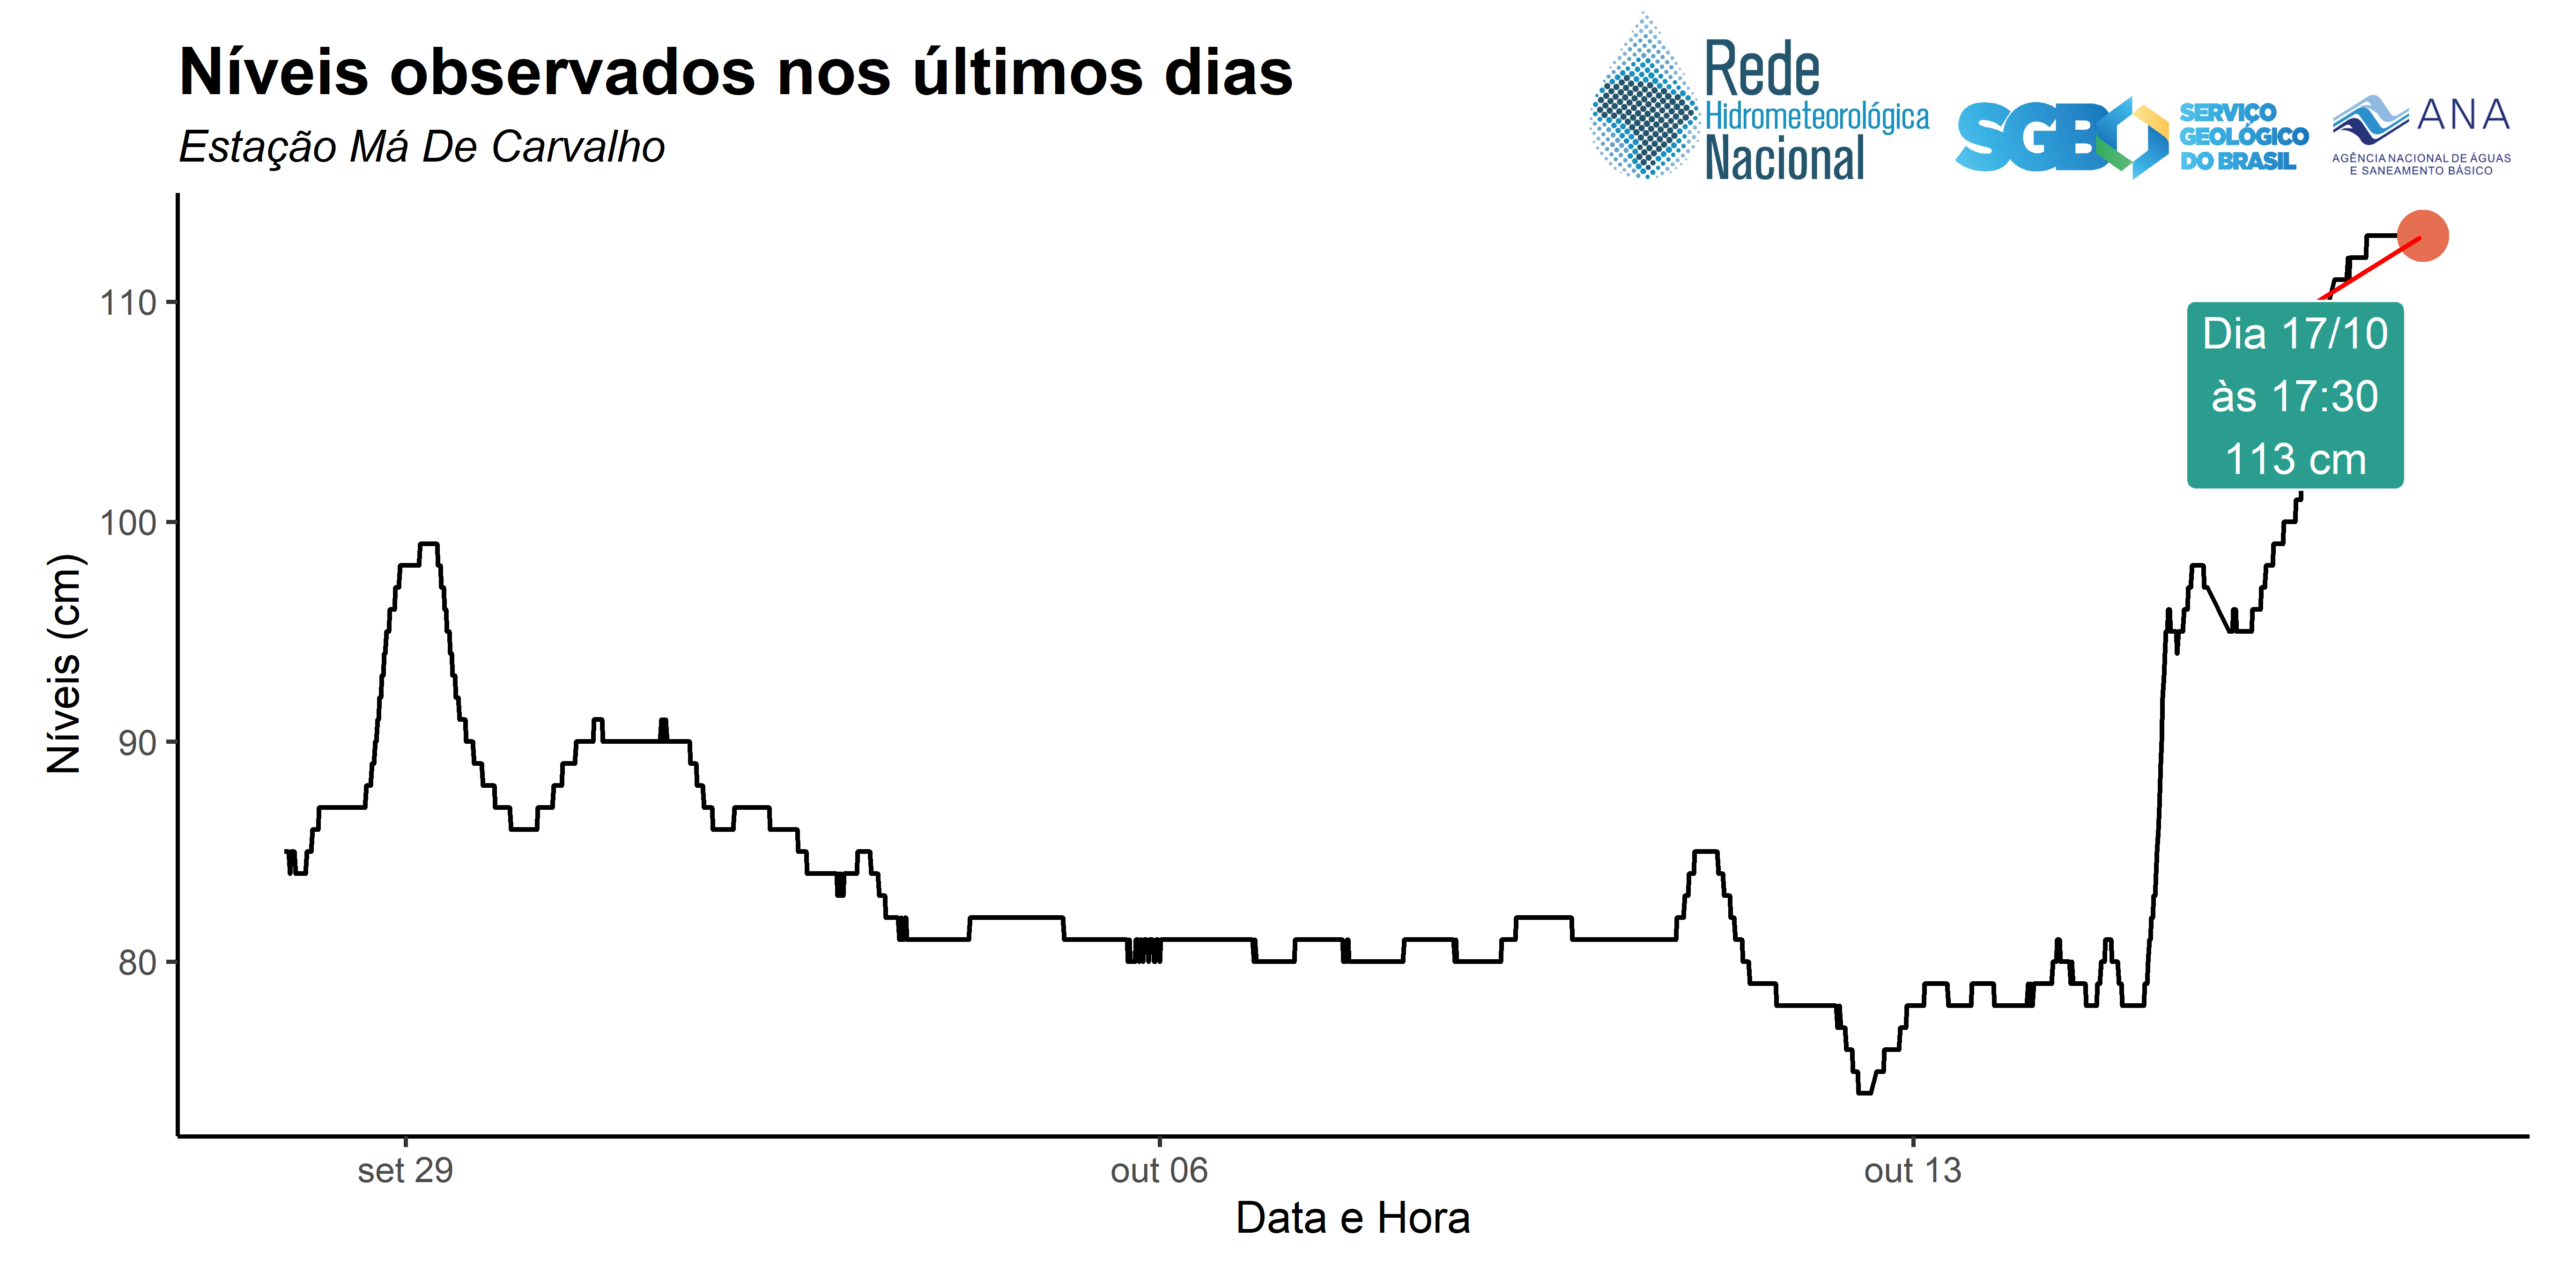 Níveis observados nos últimos dias
Estação Má De Carvalho
Rede
Hidrometeorológica
Nacional
SGB
SERVIÇO
GEOLÓGICO
DO BRASIL
ANA
AGÊNCIA NACIONAL DE ÁGUAS
E SANEAMENTO BÁSICO
Níveis (cm)
110
100
90
80
Dia 17/10
às 17:30
113 cm
set 29
out 06
out 13
Data e Hora